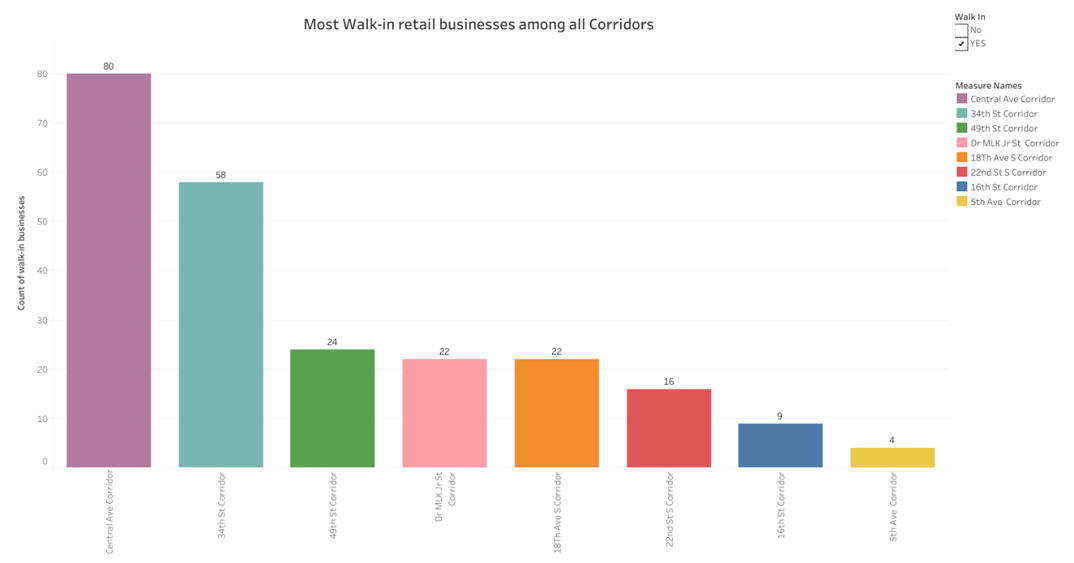 Most Walk-in retail businesses among all Corridors
Walk In
No
YES
Measure Names
Central Ave Corridor
34th St Corridor
49th St Corridor
Dr MLK Jr St  Corridor
18Th Ave S Corridor
22nd St S Corridor
16th St Corridor
5th Ave  Corridor
Count of walk-in businesses
80
70
60
50
40
30
20
10
0
80
58
24
22
22
16
9
4
Central Ave Corridor
34th St Corridor
49th St Corridor
Dr MLK Jr St
Corridor
18Th Ave S Corridor
22nd St S Corridor
16th St Corridor
5th Ave  Corridor